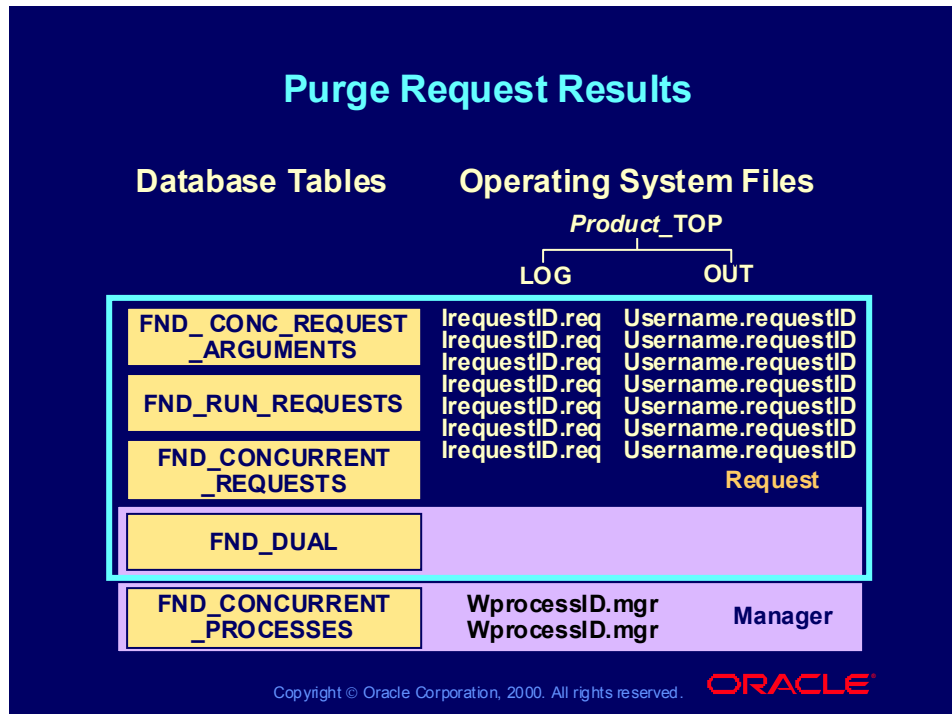 Purge Request Results
Database Tables
Operating System Files
Product_TOP
LOG
OUT
FND_ CONC_REQUEST
_ARGUMENTS
FND_RUN_REQUESTS
FND_CONCURRENT
_REQUESTS
FND_DUAL
FND_CONCURRENT
_PROCESSES
lrequestID.req
lrequestID.req
lrequestID.req
lrequestID.req
lrequestID.req
lrequestID.req
lrequestID.req
Username.requestID
Username.requestID
Username.requestID
Username.requestID
Username.requestID
Username.requestID
Username.requestID
Request
WprocessID.mgr
WprocessID.mgr
Manager
Copyright © Oracle Corporation, 2000. All rights reserved.
ORACLE®